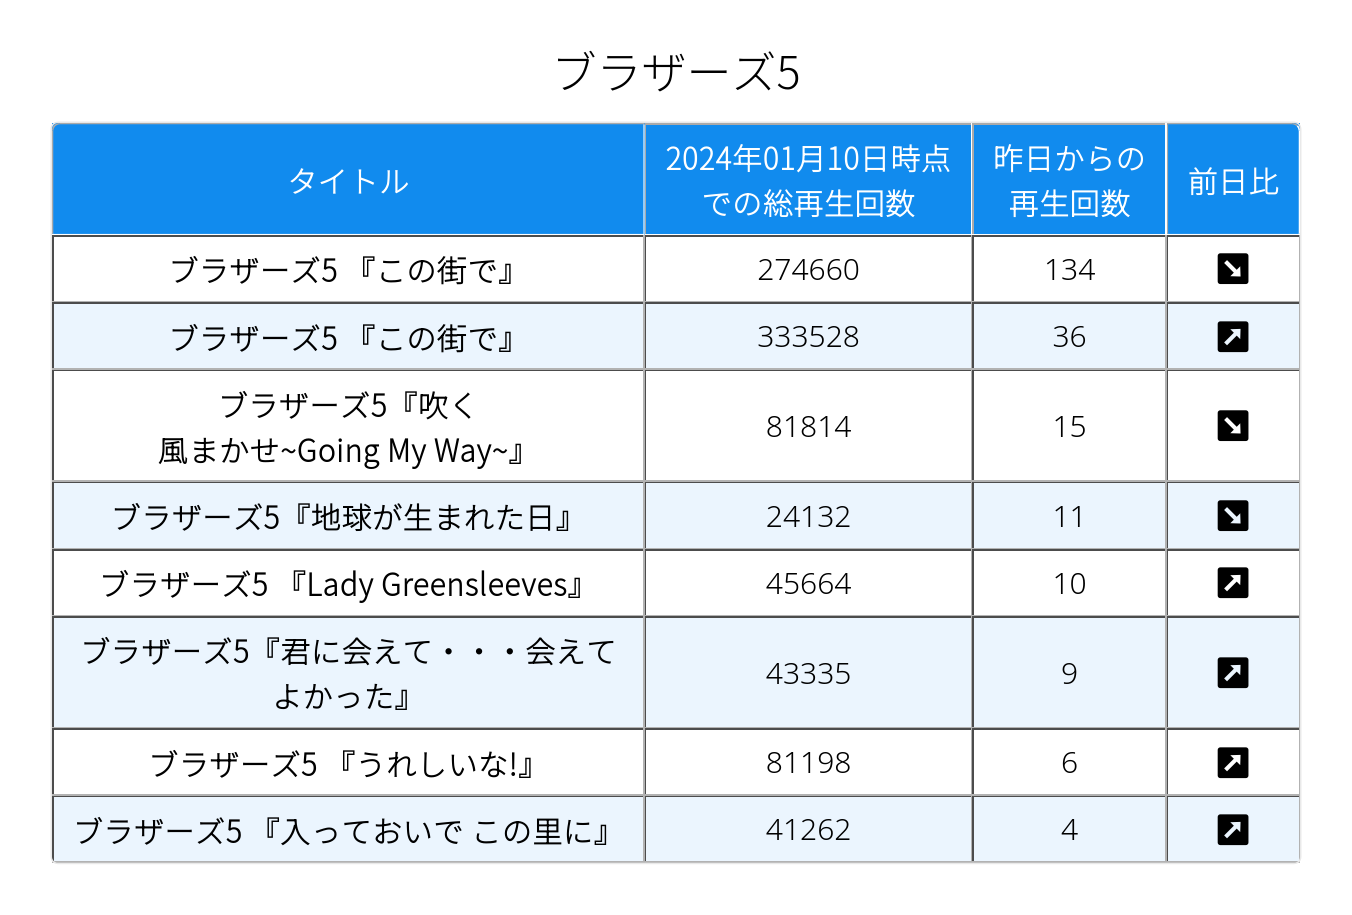 ブラザーズ5
タイトル
2024年01月10日時点
での総再生回数
昨日からの
再生回数
前日比
ブラザーズ5 『この街で』
274660
134
ブラザーズ5 『この街で』
333528
36
ブラザーズ5『吹く
風まかせ~Going My Way~』
81814
15
ブラザーズ5『地球が生まれた日』
24132
11
ブラザーズ5 『Lady Greensleeves』
45664
10
ブラザーズ5『君に会えて・・・会えて
よかった』
43335
9
ブラザーズ5 『うれしいな!』
81198
6
ブラザーズ5 『入っておいで この里に』
41262
4